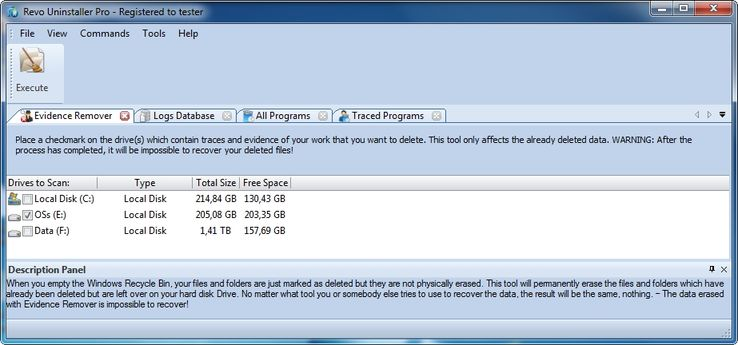 Revo Uninstaller Pro - Registered to tester
File View Commands Tools Help
Execute
Evidence Remover Logs Database All Programs Traced Programs
Place a checkmark on the drive(s) which contain traces and evidence of your work that you want to delete. This tool only affects the already deleted data. WARNING: After the
process has completed, it will be impossible to recover your deleted files!
Drives to Scan: Type Total Size Free Space
Local Disk (C:) Local Disk 214,84 GB 130,43 GB
OSs (E:) Local Disk 205,08 GB 203,35 GB
Data (F:) Local Disk 1,41 TB 157,69 GB
Description Panel
When you empty the Windows Recycle Bin, your files and folders are just marked as deleted but they are not physically erased. This tool will permanently erase the files and folders which have
already been deleted but are left over on your hard disk Drive. No matter what tool you or somebody else tries to use to recover the data, the result will be the same, nothing. – The data erased
with Evidence Remover is impossible to recover!